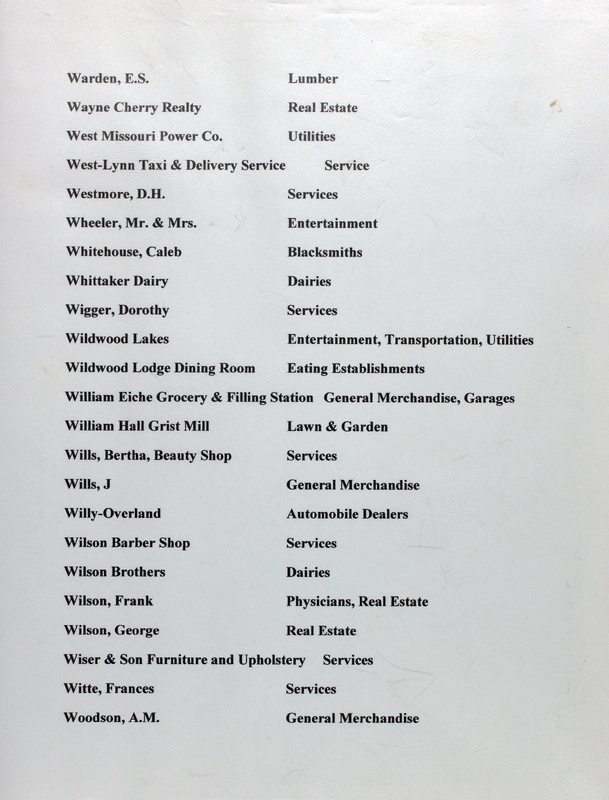 Warden, E.S. Lumber
Wayne Cherry Realty Real Estate
West Missouri Power Co. Utilities
West-Lynn Taxi & Delivery Service Service
Westmore, D.H. Services
Wheeler, Mr. & Mrs. Entertainment
Whitehouse, Caleb Blacksmiths
Whittaker Dairy Dairies
Wigger, Dorothy Services
Wildwood Lakes Entertainment, Transportation, Utilities
Wildwood Lodge Dining Room Eating Establishments
William Eiche Grocery & Filling Station General Merchandise, Garages
William Hall Grist Mill Lawn & Garden
Wills, Bertha, Beauty Shop Services
Wills, J General Merchandise
Willy-Overland Automobile Dealers
Wilson Barber Shop Services
Wilson Brothers Dairies
Wilson, Frank Physicians, Real Estate
Wilson, George Real Estate
Wiser & Son Furniture and Upholstery Services
Witte, Frances Services
Woodson, A.M. General Merchandise